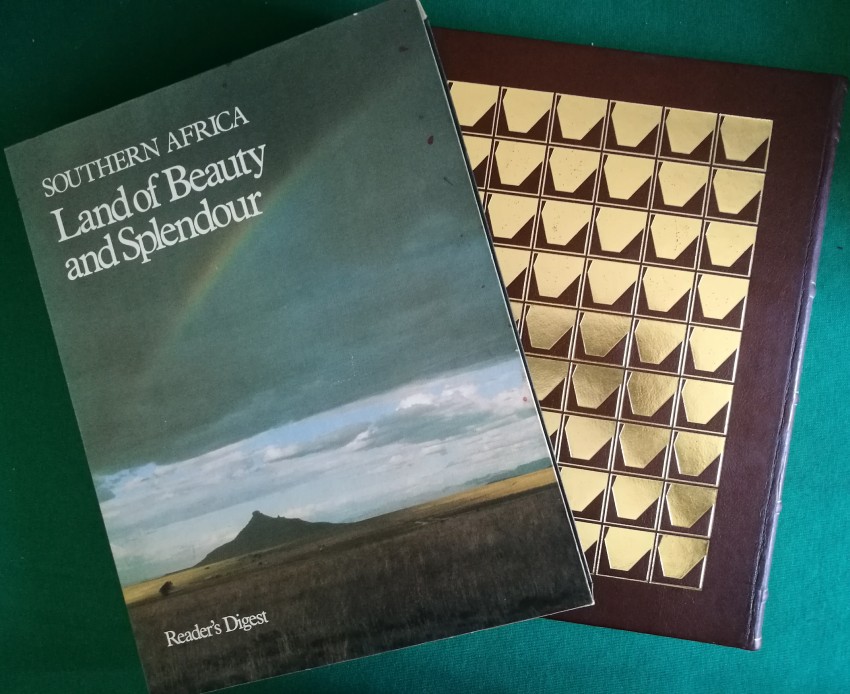 SOUTHERN AFRICA
Land of Beauty
and Splendour
Reader's Digest